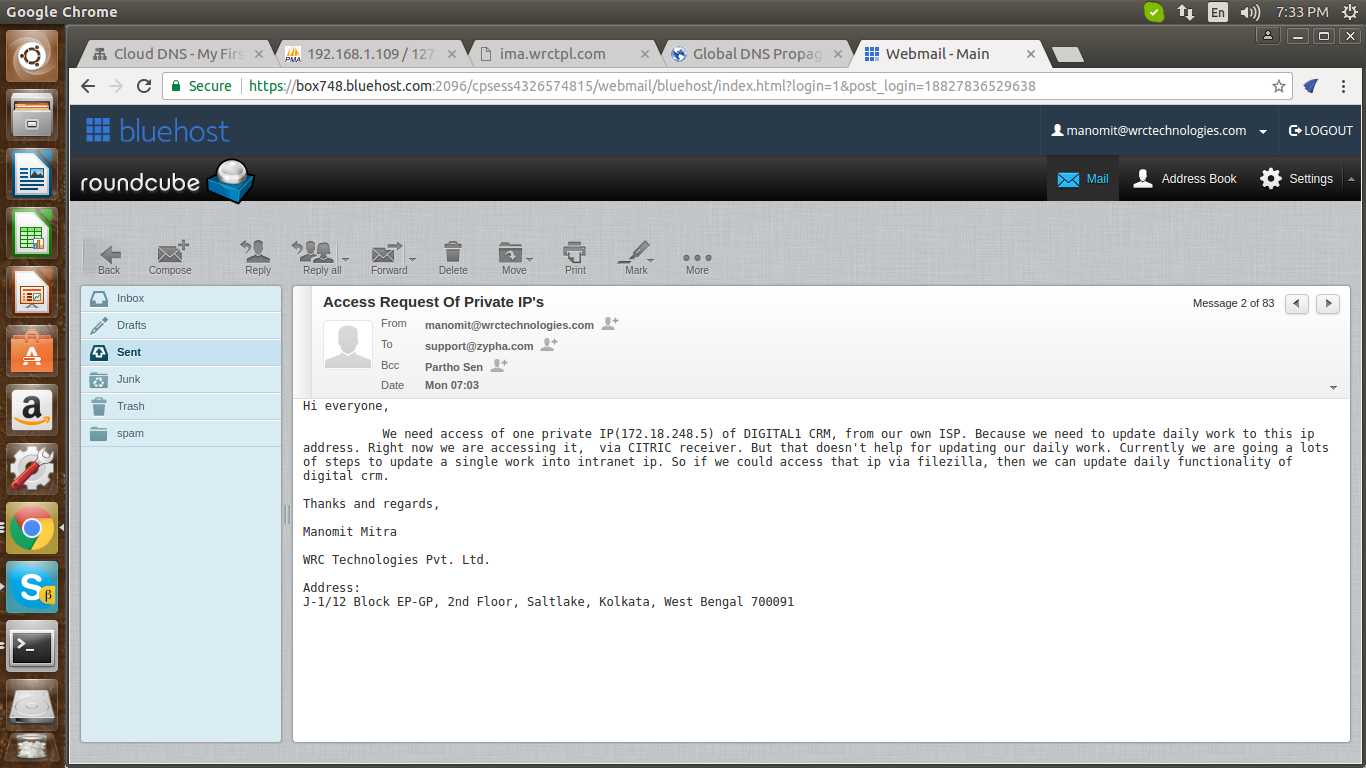 Google Chrome
En
7:33 PM
Cloud DNS - My Firs
PMA
192.168.1.109 / 127.
ima.wrctpl.com
Global DNS Propag
Webmail - Main
Secure
https://box748.bluehost.com:2096/cpsess4326574815/webmail/bluehost/index.html?login=1&post_login=18827836529638
bluehost
manomit@wrctechnologies.com
LOGOUT
roundcube
Mail
Address Book
Settings
Back
Compose
Reply
Reply all
Forward
Delete
Move
Print
Mark
More
Inbox
Drafts
Sent
Junk
Trash
spam
Access Request Of Private IP's
Message 2 of 83
From manomit@wrctechnologies.com
To support@zypha.com
Bcc Partho Sen
Date Mon 07:03
Hi everyone,
We need access of one private IP(172.18.248.5) of DIGITAL1 CRM, from our own ISP. Because we need to update daily work to this ip
address. Right now we are accessing it, via CITRIC receiver. But that doesn't help for updating our daily work. Currently we are going a lots
of steps to update a single work into intranet ip. So if we could access that ip via filezilla, then we can update daily functionality of
digital crm.
Thanks and regards,
Manomit Mitra
WRC Technologies Pvt. Ltd.
Address:
J-1/12 Block EP-GP, 2nd Floor, Saltlake, Kolkata, West Bengal 700091